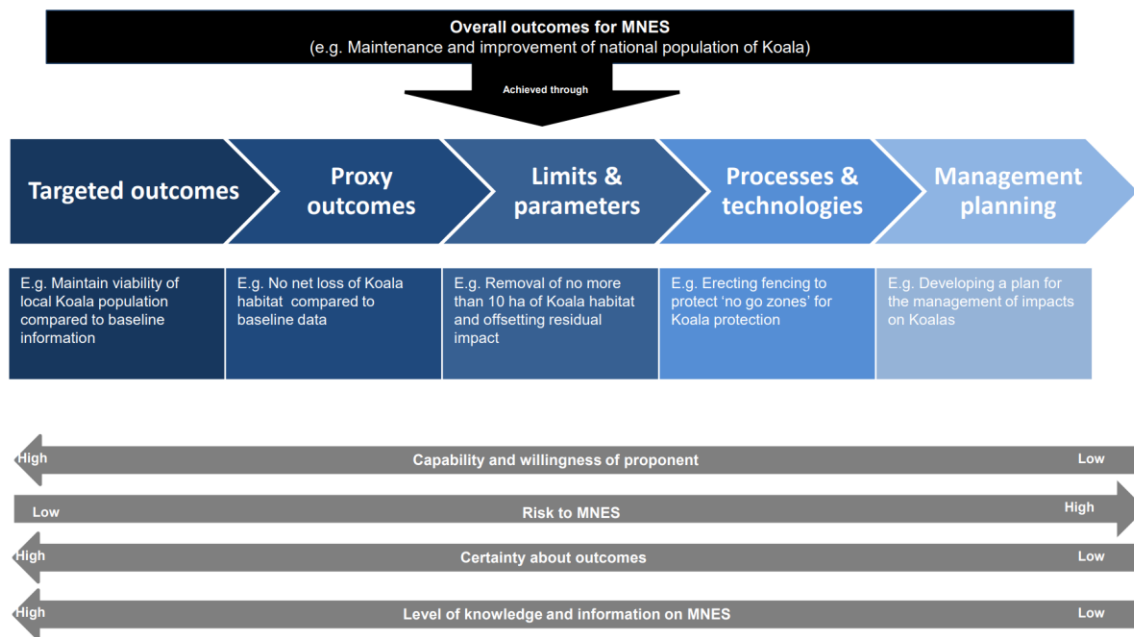 Overall outcomes for MNES
(e.g. Maintenance and improvement of national population of Koala)
Achieved through
Targeted outcomes
Proxy
outcomes
Limits &
parameters
Processes &
technologies
Management
planning
E.g. Maintain viability of
local Koala population
compared to baseline
information
E.g. No net loss of Koala
habitat compared to
baseline data
E.g. Removal of no more
than 10 ha of Koala habitat
and offsetting residual
impact
E.g. Erecting fencing to
protect ‘no go zones’ for
Koala protection
E.g. Developing a plan for
the management of impacts
on Koalas
High Capability and willingness of proponent Low
Low Risk to MNES High
High Certainty about outcomes Low
High Level of knowledge and information on MNES Low